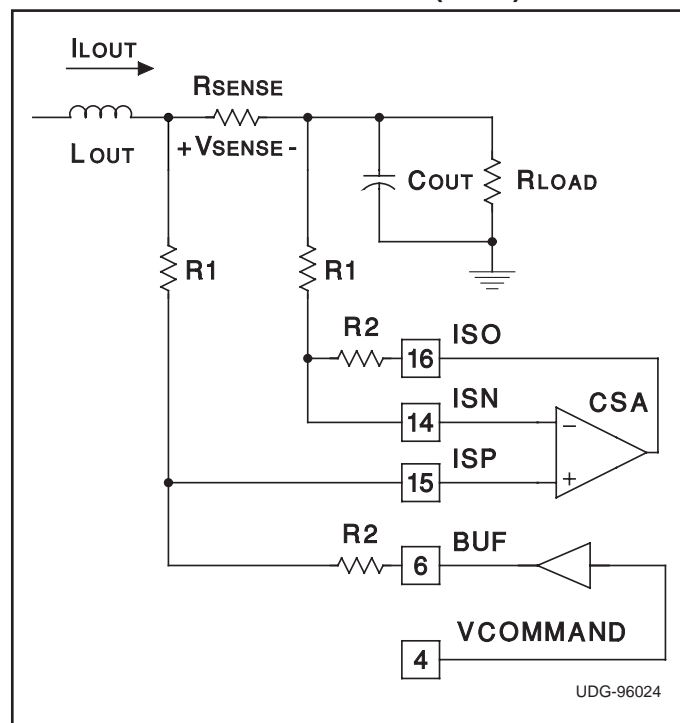 ILOUT
RSENSE
LOUT
+VSENSE-
COUT
RLOAD
R1
R1
R2
ISO
16
CSA
ISN
14
−
ISP
15
+
R2
BUF
6
VCOMMAND
4
UDG-96024